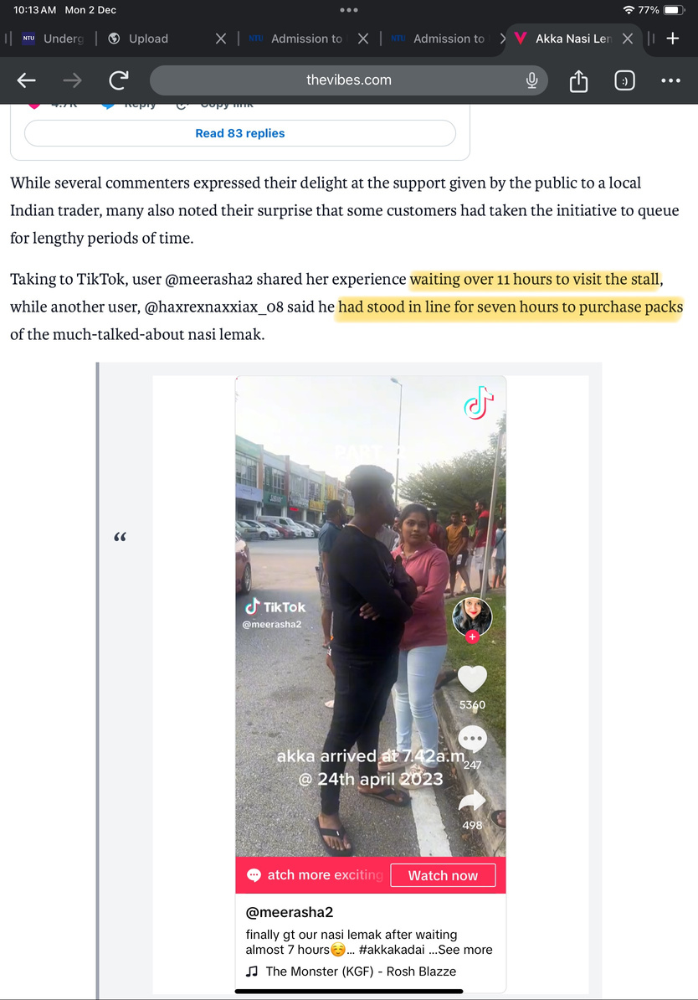 10:13 AM Mon 2 Dec
77%
NTU Underg
Upload
NTU Admission to
NTU Admission to
Akka Nasi Len
thevibes.com
4.7K Reply Copy link
Read 83 replies
While several commenters expressed their delight at the support given by the public to a local
Indian trader, many also noted their surprise that some customers had taken the initiative to queue
for lengthy periods of time.
Taking to TikTok, user @meerasha2 shared her experience waiting over 11 hours to visit the stall,
while another user, @haxrexnaxxiax_08 said he had stood in line for seven hours to purchase packs
of the much-talked-about nasi lemak.
“
PART
TikTok
@meerasha2
5360
akka arrived at 7.42a.m
247
@ 24th april 2023
498
atch more exciting
Watch now
@meerasha2
finally gt our nasi lemak after waiting
almost 7 hours☺️... #akkakadai ...See more
The Monster (KGF) - Rosh Blazze